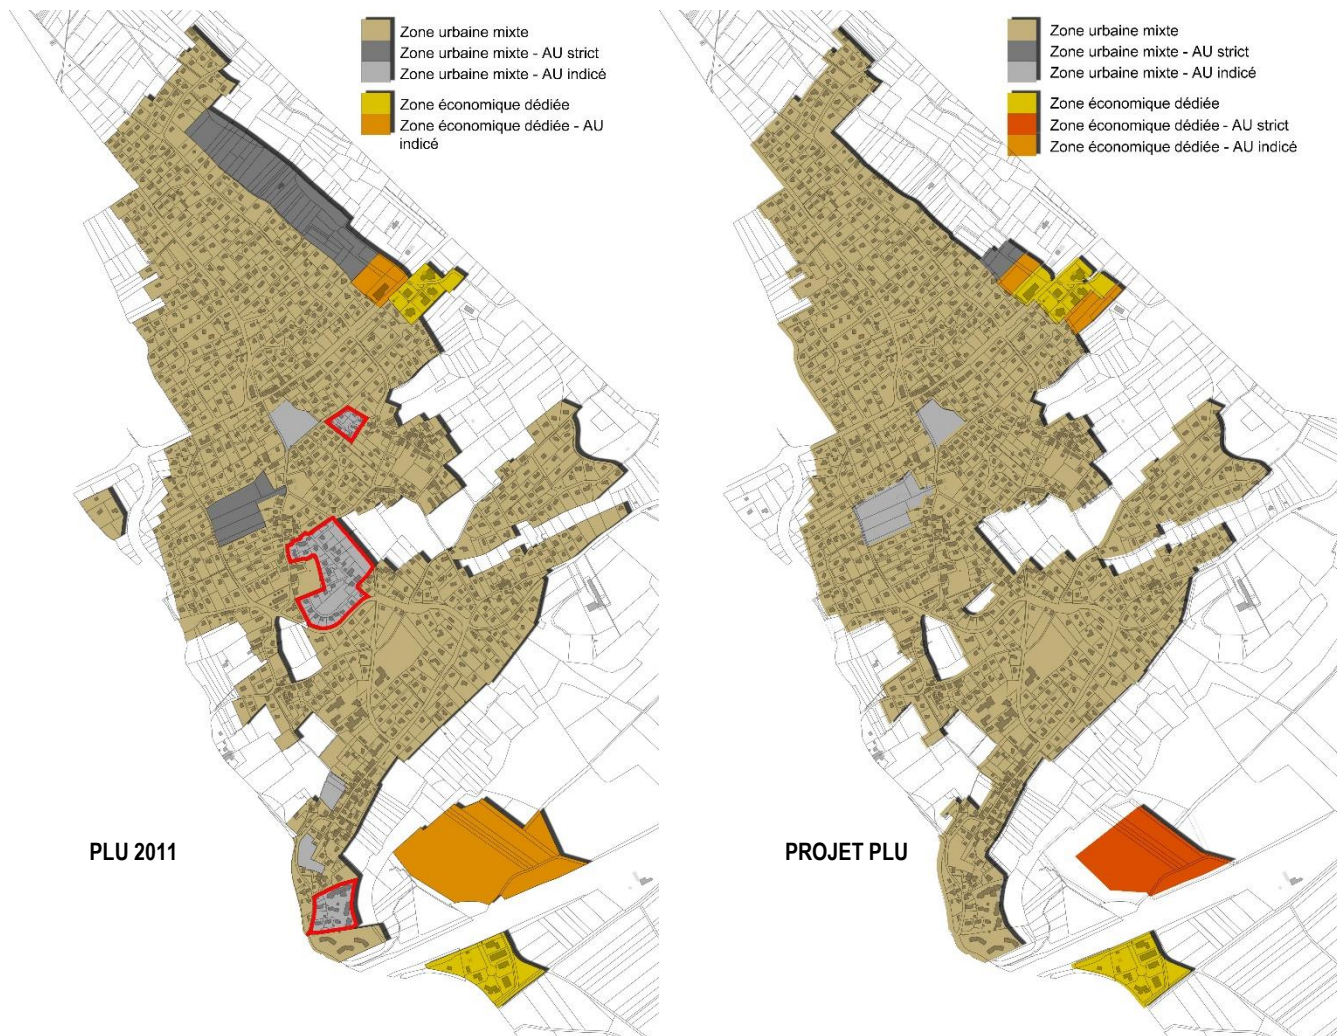 Zone urbaine mixte
Zone urbaine mixte - AU strict
Zone urbaine mixte - AU indicé
Zone économique dédiée
Zone économique dédiée - AU
indicé
Zone urbaine mixte
Zone urbaine mixte - AU strict
Zone urbaine mixte - AU indicé
Zone économique dédiée
Zone économique dédiée - AU strict
Zone économique dédiée - AU indicé
PLU 2011
PROJET PLU